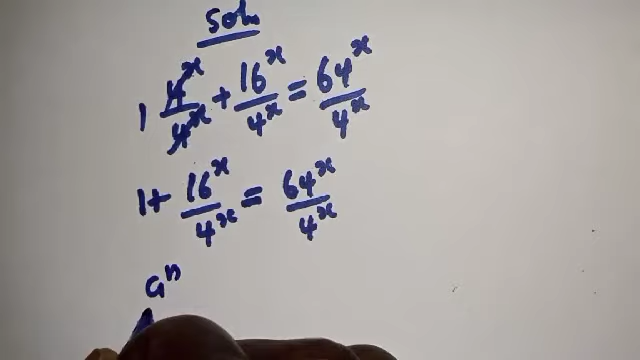 Soln
1 4^x/4^x + 16^x/4^x = 64^x/4^x
1 + 16^x/4^x = 64^x/4^x
a^n